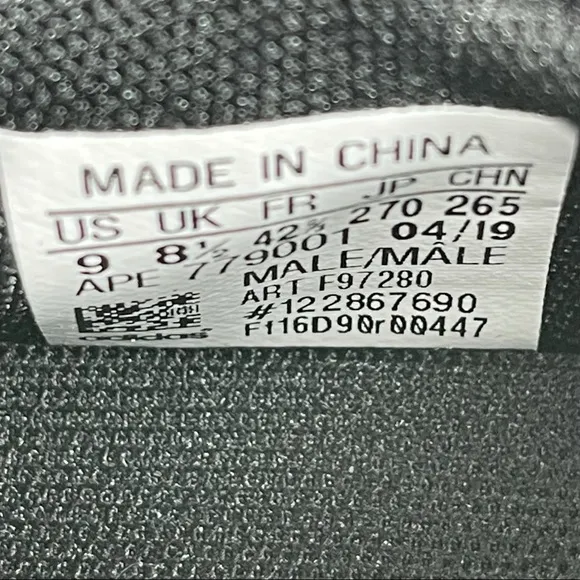 MADE IN CHINA
US UK FR JP CHN
9 8½ 42⅔ 270 265
APE 779001 04/19
MALE/MÂLE
ART F97280
#122867690
Ff16D90r00447
adidas